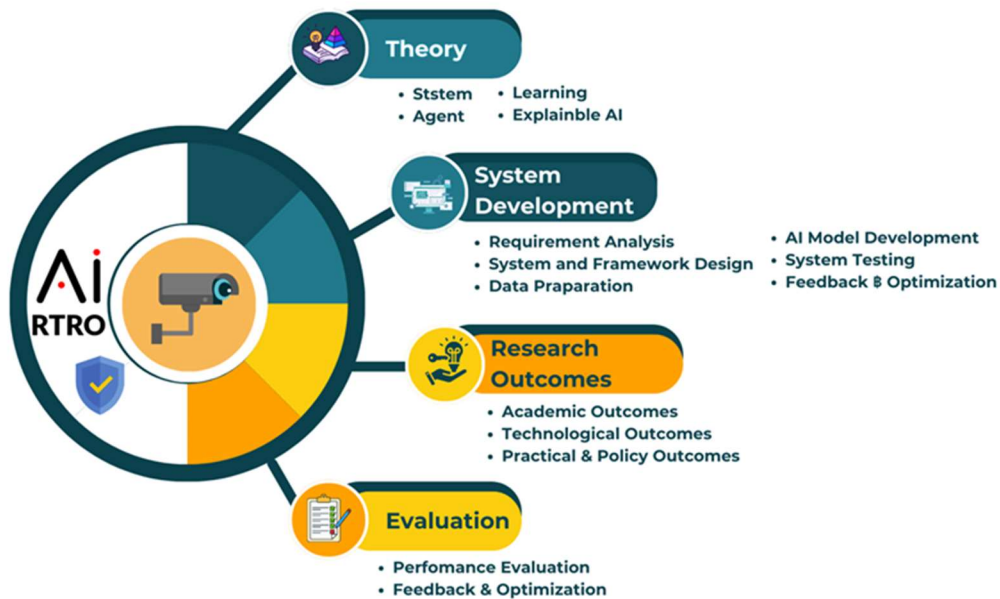 Theory
• Ststem
• Agent
• Learning
• Explainble AI
System
Development
• Requirement Analysis
• System and Framework Design
• Data Praparation
• AI Model Development
• System Testing
• Feedback ฿ Optimization
Ai
RTRO
Research
Outcomes
• Academic Outcomes
• Technological Outcomes
• Practical & Policy Outcomes
Evaluation
• Perfomance Evaluation
• Feedback & Optimization